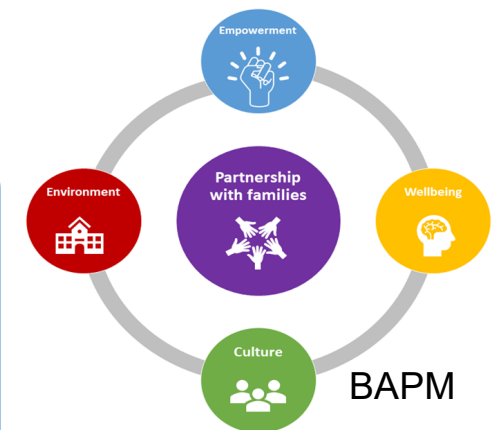 Empowerment
Partnership
with families
Environment
Wellbeing
Culture
BAPM